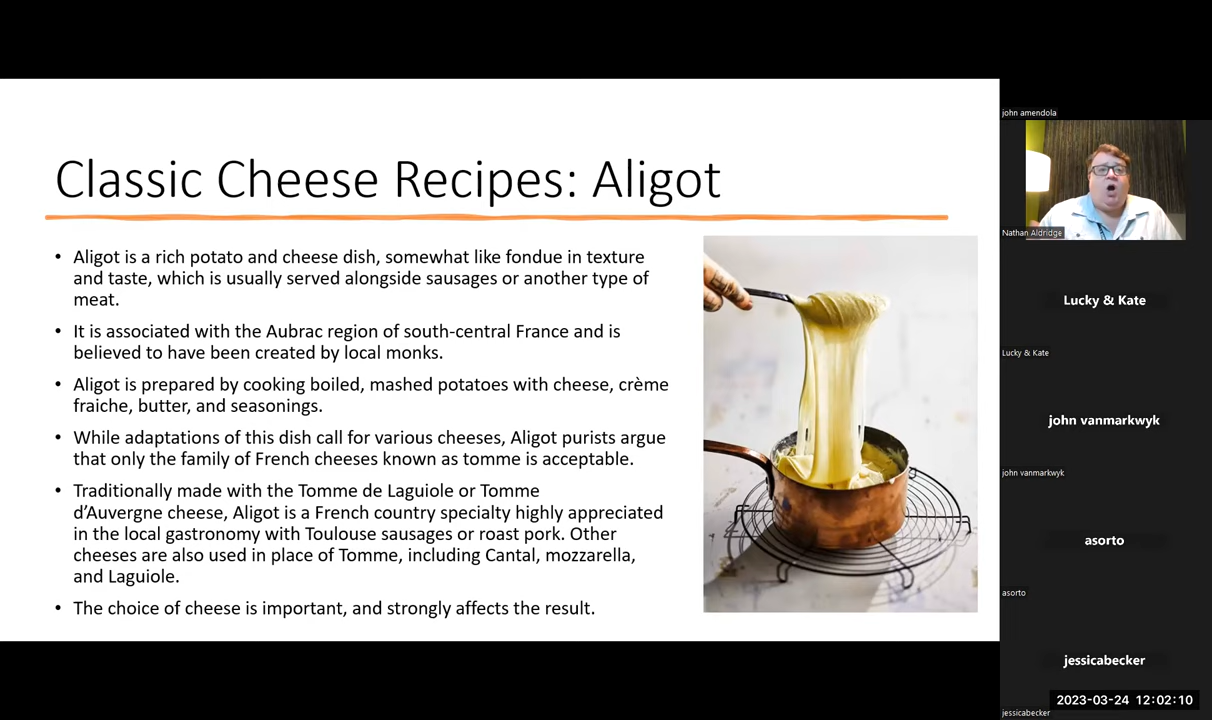 Classic Cheese Recipes: Aligot
• Aligot is a rich potato and cheese dish, somewhat like fondue in texture
and taste, which is usually served alongside sausages or another type of
meat.
• It is associated with the Aubrac region of south-central France and is
believed to have been created by local monks.
• Aligot is prepared by cooking boiled, mashed potatoes with cheese, crème
fraiche, butter, and seasonings.
• While adaptations of this dish call for various cheeses, Aligot purists argue
that only the family of French cheeses known as tomme is acceptable.
• Traditionally made with the Tomme de Laguiole or Tomme
d’Auvergne cheese, Aligot is a French country specialty highly appreciated
in the local gastronomy with Toulouse sausages or roast pork. Other
cheeses are also used in place of Tomme, including Cantal, mozzarella,
and Laguiole.
• The choice of cheese is important, and strongly affects the result.
john amendola
Nathan Aldridge
Lucky & Kate
Lucky & Kate
john vanmarkwyk
john vanmarkwyk
asorto
asorto
jessicabecker
2023-03-24 12:02:10
jessicabecker